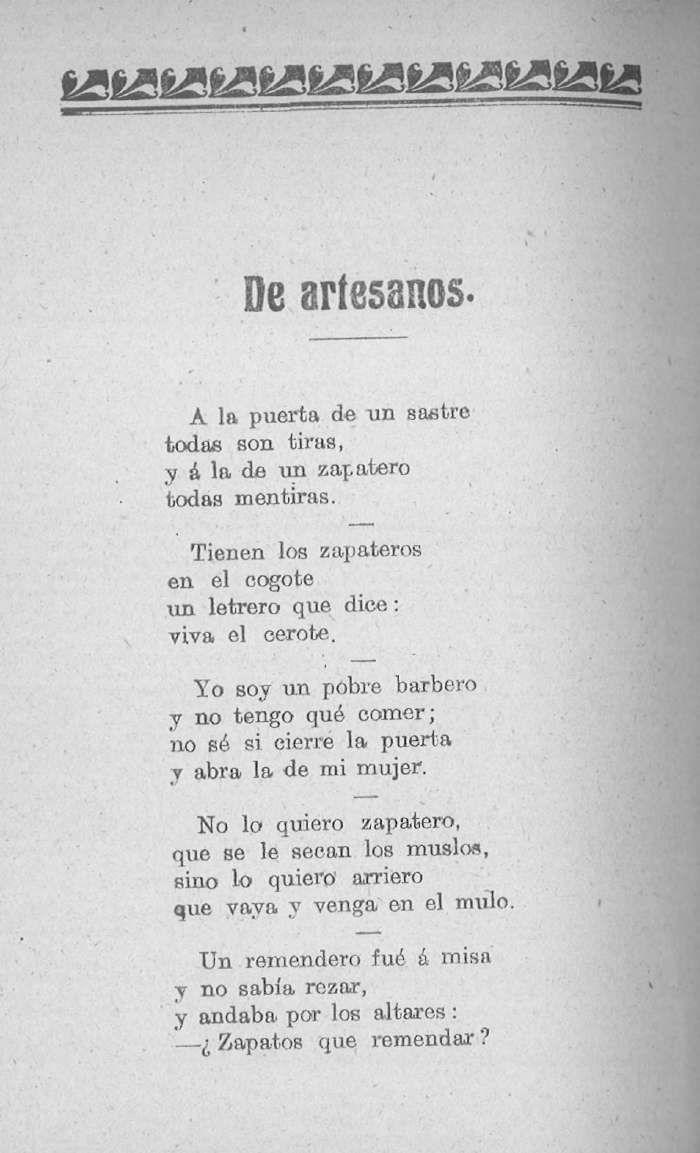 De artesanos.
A la puerta de un sastre
todas son tiras,
y á la de un zapatero
todas mentiras.
Tienen los zapateros
en el cogote
un letrero que dice:
viva el cerote.
Yo soy un pobre barbero
y no tengo qué comer;
no sé si cierre la puerta
y abra la de mi mujer.
No lo quiero zapatero,
que se le secan los muslos,
sino lo quiero arriero
que vaya y venga en el mulo.
Un remendero fué á misa
y no sabía rezar,
y andaba por los altares:
—¿Zapatos que remendar?